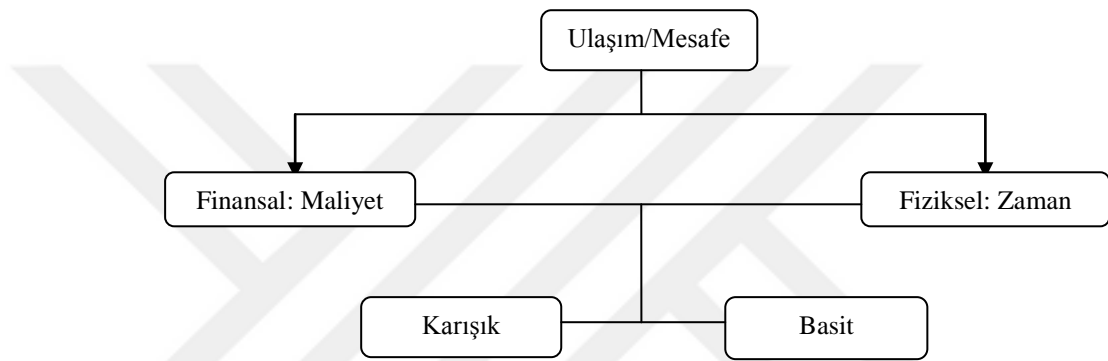 Ulaşım/Mesafe
Finansal: Maliyet
Fiziksel: Zaman
Karışık
Basit